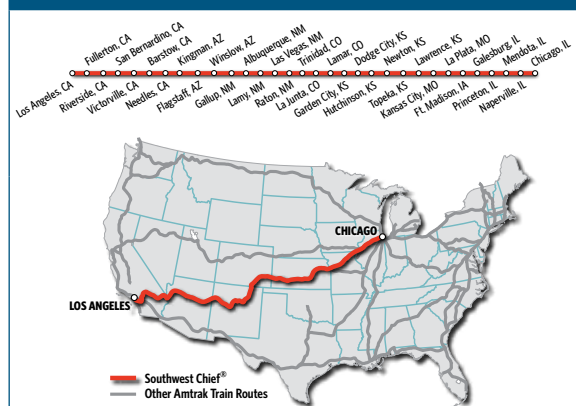 Fullerton, CA
San Bernardino, CA
Barstow, CA
Kingman, AZ
Winslow, AZ
Albuquerque, NM
Las Vegas, NM
Trinidad, CO
Lamar, CO
Dodge City, KS
Newton, KS
Lawrence, KS
La Plata, MO
Galesburg, IL
Mendota, IL
Chicago, IL
Los Angeles, CA
Riverside, CA
Victorville, CA
Needles, CA
Flagstaff, AZ
Gallup, NM
Lamy, NM
Raton, NM
La Junta, CO
Garden City, KS
Hutchinson, KS
Topeka, KS
Kansas City, MO
Ft. Madison, IA
Princeton, IL
Naperville, IL
CHICAGO
LOS ANGELES
Southwest Chief®
Other Amtrak Train Routes